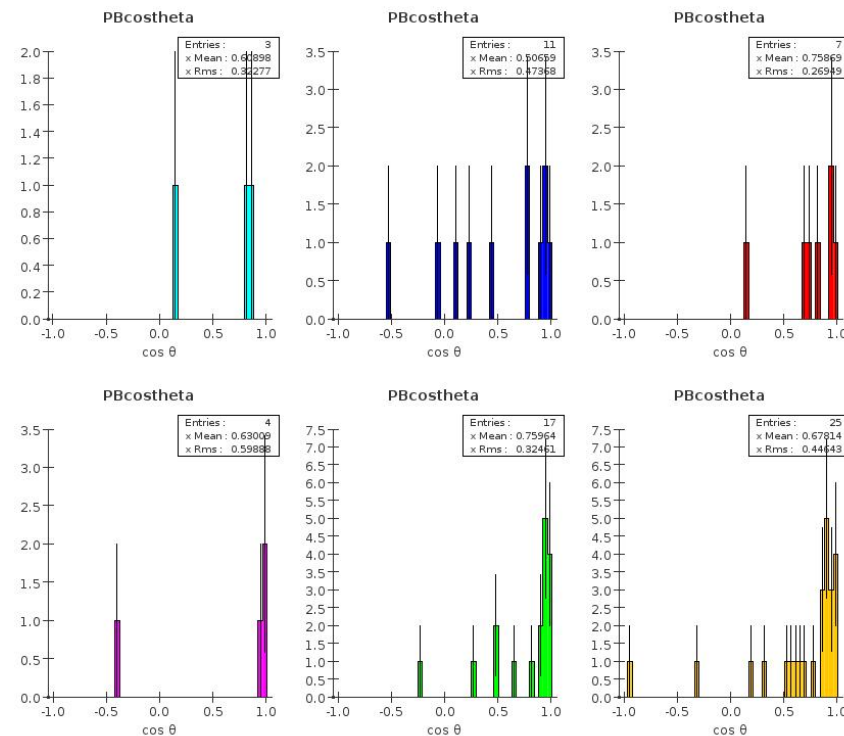 PBcostheta
Entries : 3
x Mean : 0.60898
x Rms : 0.32277
2.0
1.8
1.6
1.4
1.2
1.0
0.8
0.6
0.4
0.2
0.0
-1.0 -0.5 0.0 0.5 1.0
cos θ
PBcostheta
Entries : 11
x Mean : 0.50659
x Rms : 0.47368
3.5
3.0
2.5
2.0
1.5
1.0
0.5
0.0
-1.0 -0.5 0.0 0.5 1.0
cos θ
PBcostheta
Entries : 7
x Mean : 0.75869
x Rms : 0.26949
3.5
3.0
2.5
2.0
1.5
1.0
0.5
0.0
-1.0 -0.5 0.0 0.5 1.0
cos θ
PBcostheta
Entries : 4
x Mean : 0.63009
x Rms : 0.59888
3.5
3.0
2.5
2.0
1.5
1.0
0.5
0.0
-1.0 -0.5 0.0 0.5 1.0
cos θ
PBcostheta
Entries : 17
x Mean : 0.75964
x Rms : 0.32461
7.5
7.0
6.5
6.0
5.5
5.0
4.5
4.0
3.5
3.0
2.5
2.0
1.5
1.0
0.5
0.0
-1.0 -0.5 0.0 0.5 1.0
cos θ
PBcostheta
Entries : 25
x Mean : 0.67814
x Rms : 0.44643
7.5
7.0
6.5
6.0
5.5
5.0
4.5
4.0
3.5
3.0
2.5
2.0
1.5
1.0
0.5
0.0
-1.0 -0.5 0.0 0.5 1.0
cos θ